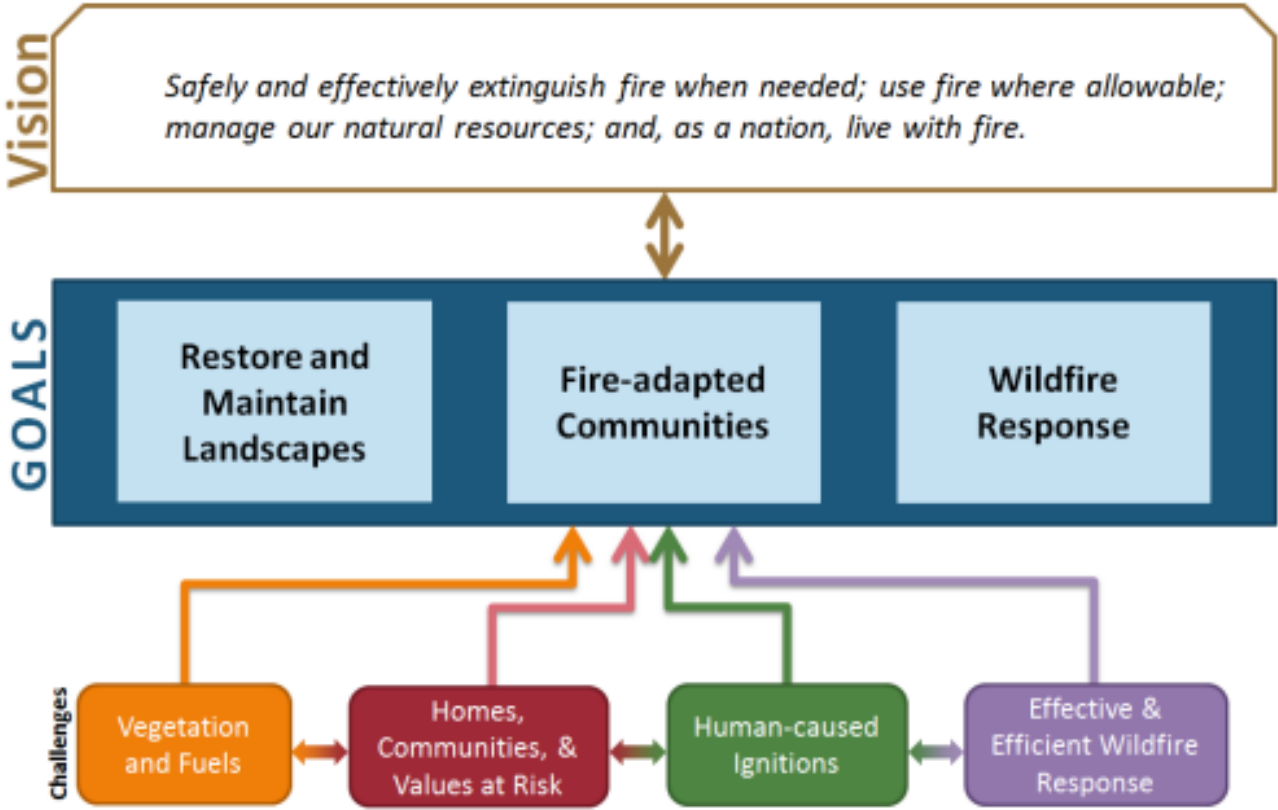 Vision
Safely and effectively extinguish fire when needed; use fire where allowable;
manage our natural resources; and, as a nation, live with fire.
GOALS
Restore and
Maintain
Landscapes
Fire-adapted
Communities
Wildfire
Response
Challenges
Vegetation
and Fuels
Homes,
Communities, &
Values at Risk
Human-caused
Ignitions
Effective &
Efficient Wildfire
Response